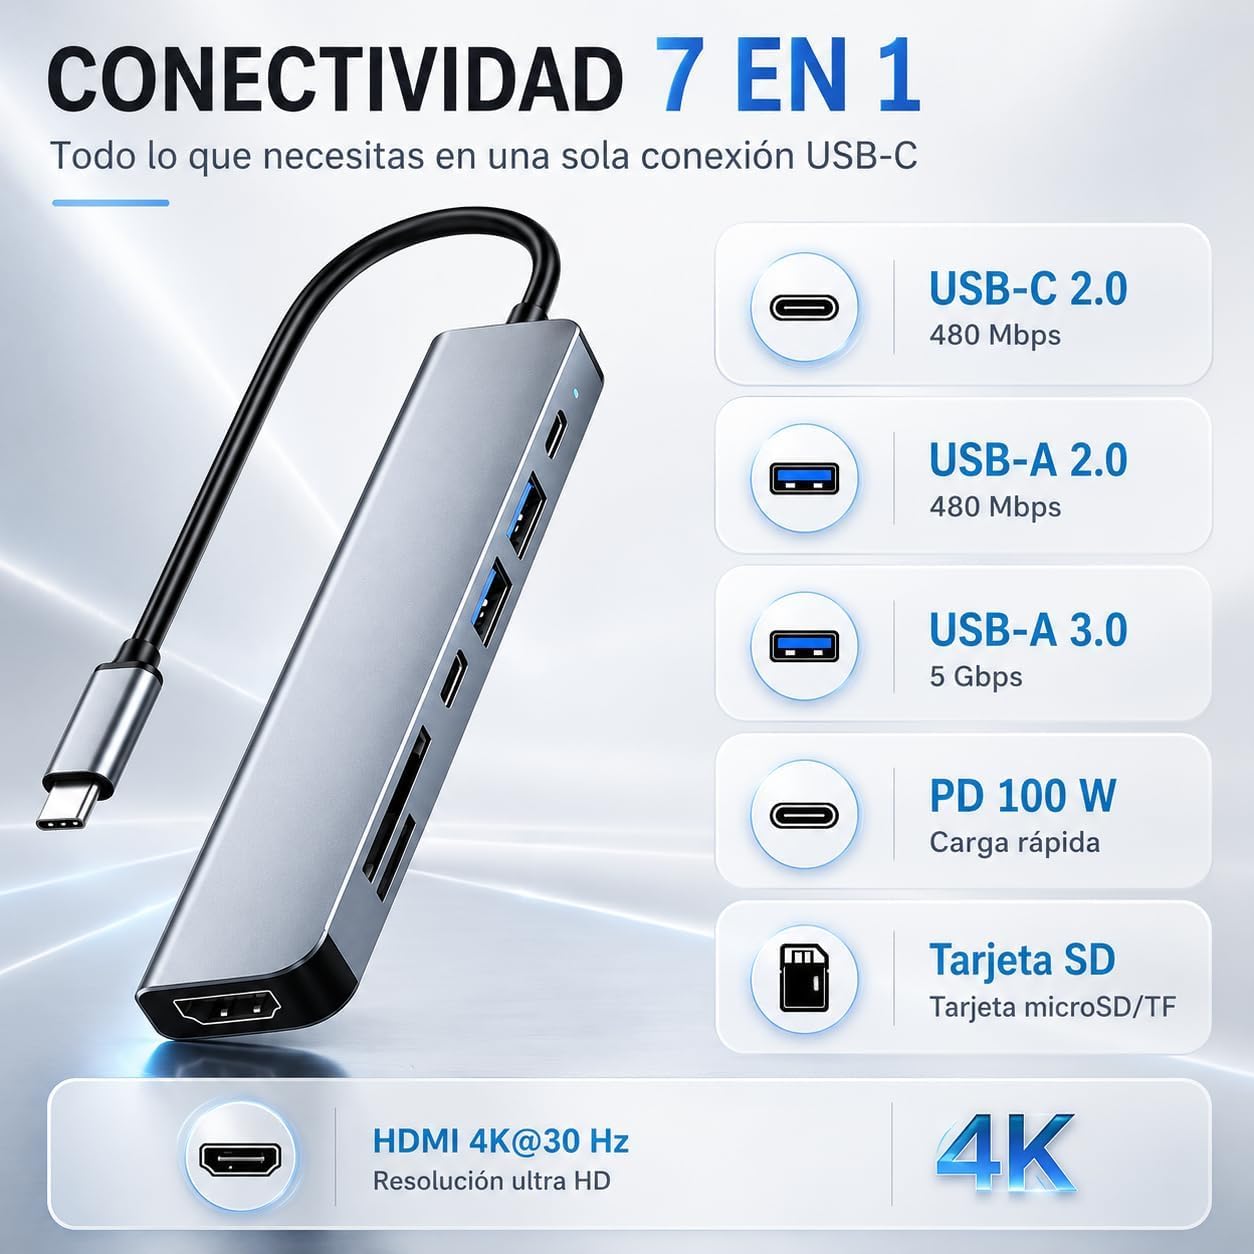 CONECTIVIDAD 7 EN 1
Todo lo que necesitas en una sola conexión USB-C
USB-C 2.0
480 Mbps
USB-A 2.0
480 Mbps
USB-A 3.0
5 Gbps
PD 100 W
Carga rápida
Tarjeta SD
Tarjeta microSD/TF
HDMI 4K@30 Hz
Resolución ultra HD
4K